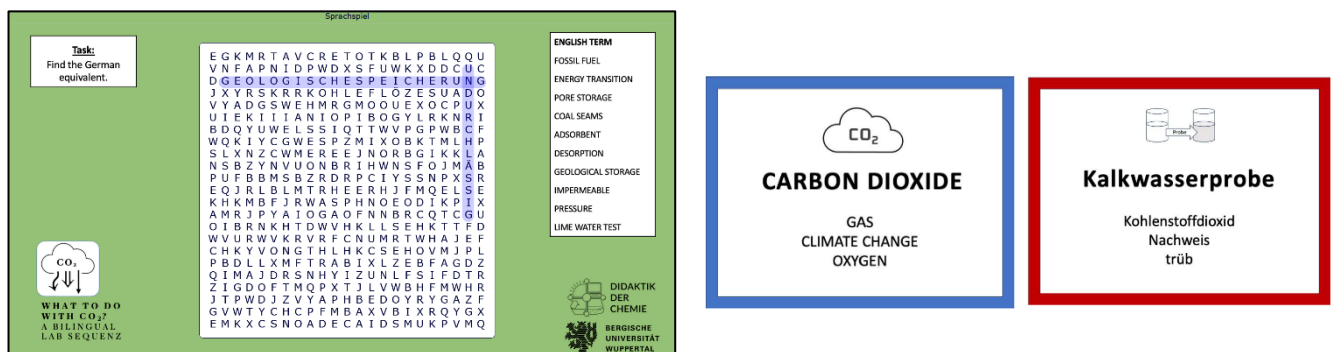 Sprachspiel
Task:
Find the German
equivalent.
E G K M R T A V C R E T O T K B L P B L Q Q U
V N F A P N I D P W D X S F U W K X D D C U C
D G E O L O G I S C H E S P E I C H E R U N G
J X Y R S K R R K O H L E F L Ö Z E S U A D O
V Y A D G S W E H M R G M O O U E X O C P U X
U I E K I I I A N I O P I B O G Y L R K N R I
B D Q Y U W E L S S I Q T T W V P G P W B C F
W Q K I Y C G W E S P Z M I X O B K T M L H P
S L X N Z C W M E R E E J N O R B G I K K L A
N S B Z Y N V U O N B R I H W N S F O J M Ä B
P U F B B M S B Z R D R P C I Y S S N P X S R
E Q J R L B L M T R H E E R H J F M Q E L S E
K H K M B F J R W A S P H N O E O D I K P I X
A M R J P Y A I O G A O F N N B R C Q T C G U
O I B R N K H T D W V H K L L S E H K T T F D
W V U R W V K R V R F C N U M R T W H A J E F
C H K Y V O N G T H L H K C S E H O V M J P L
P B D L L X M F T R A B I X L Z E B F A G D Z
Q I M A J D R S N H Y I Z U N L F S I F D T R
Z I G D O F T M Q P X T J L V W B H F M W H R
J T P W D J Z V Y A P H B E D O Y R Y G A Z F
G V W T Y C H C P F M B A X V B I X R Q Y G X
E M K X C S N O A D E C A I D S M U K P V M Q
ENGLISH TERM
FOSSIL FUEL
ENERGY TRANSITION
PORE STORAGE
COAL SEAMS
ADSORBENT
DESORPTION
GEOLOGICAL STORAGE
IMPERMEABLE
PRESSURE
LIME WATER TEST
CO₂
WHAT TO DO
WITH CO₂?
A BILINGUAL
LAB SEQUENZ
DIDAKTIK
DER
CHEMIE
BERGISCHE
UNIVERSITÄT
WUPPERTAL
CO₂
CARBON DIOXIDE
GAS
CLIMATE CHANGE
OXYGEN
Probe
Kalkwasserprobe
Kohlenstoffdioxid
Nachweis
trüb